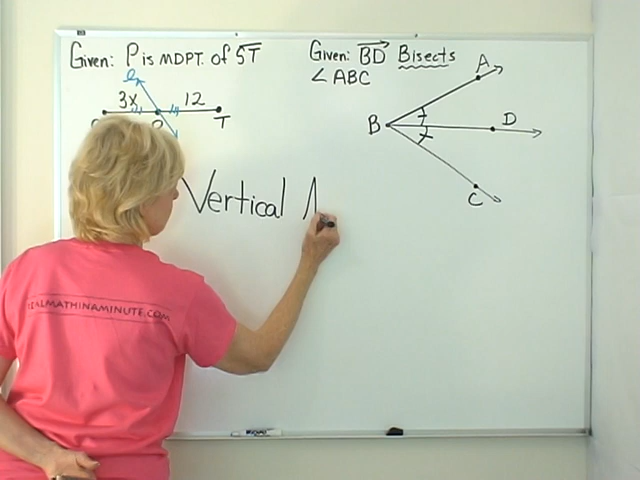 Given: P is MDPT. of ST
Given: BD Bisects
∠ ABC
l
3x 12
T
A
B D
C
Vertical
REALMATHINAMINUTE.COM